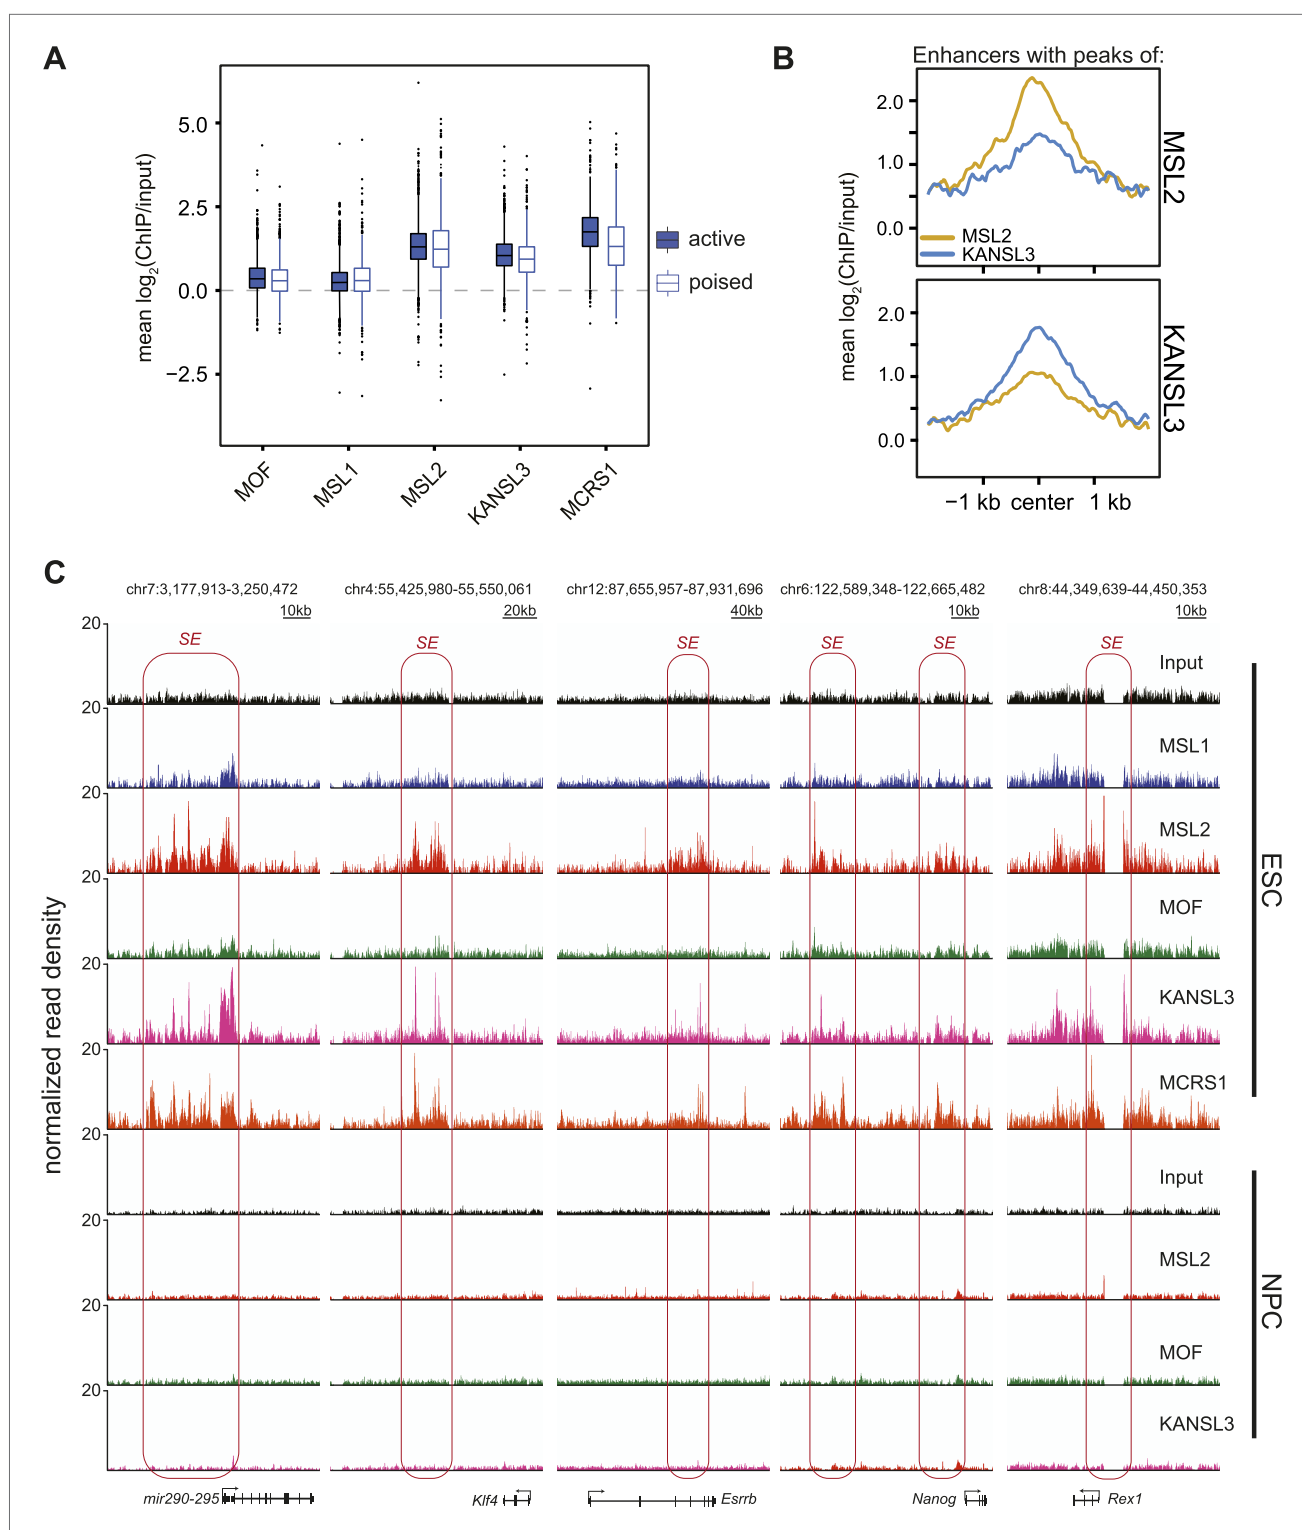 A
5.0
2.5
0.0
−2.5
mean log2(ChIP/input)
MOF
MSL1
MSL2
KANSL3
MCRS1
active
poised
B
Enhancers with peaks of:
2.0
1.0
0.0
MSL2
KANSL3
MSL2
2.0
1.0
0.0
KANSL3
mean log2(ChIP/input)
−1 kb center 1 kb
C
chr7:3,177,913-3,250,472 chr4:55,425,980-55,550,061 chr12:87,655,957-87,931,696 chr6:122,589,348-122,665,482 chr8:44,349,639-44,450,353
10kb 20kb 40kb 10kb 10kb
20
SE SE SE SE SE SE
Input
20
MSL1
20
MSL2
20
MOF
20
KANSL3
20
MCRS1
20
Input
20
MSL2
20
MOF
20
KANSL3
normalized read density
ESC
NPC
mir290-295 Klf4 Esrrb Nanog Rex1